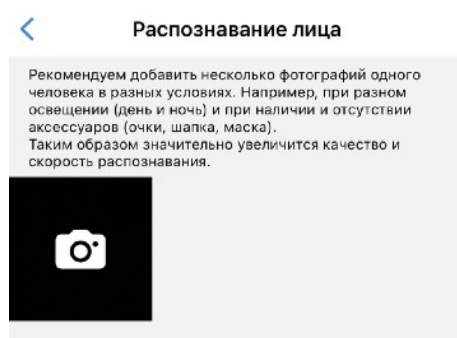 Распознавание лица
Рекомендуем добавить несколько фотографий одного
человека в разных условиях. Например, при разном
освещении (день и ночь) и при наличии и отсутствии
аксессуаров (очки, шапка, маска).
Таким образом значительно увеличится качество и
скорость распознавания.